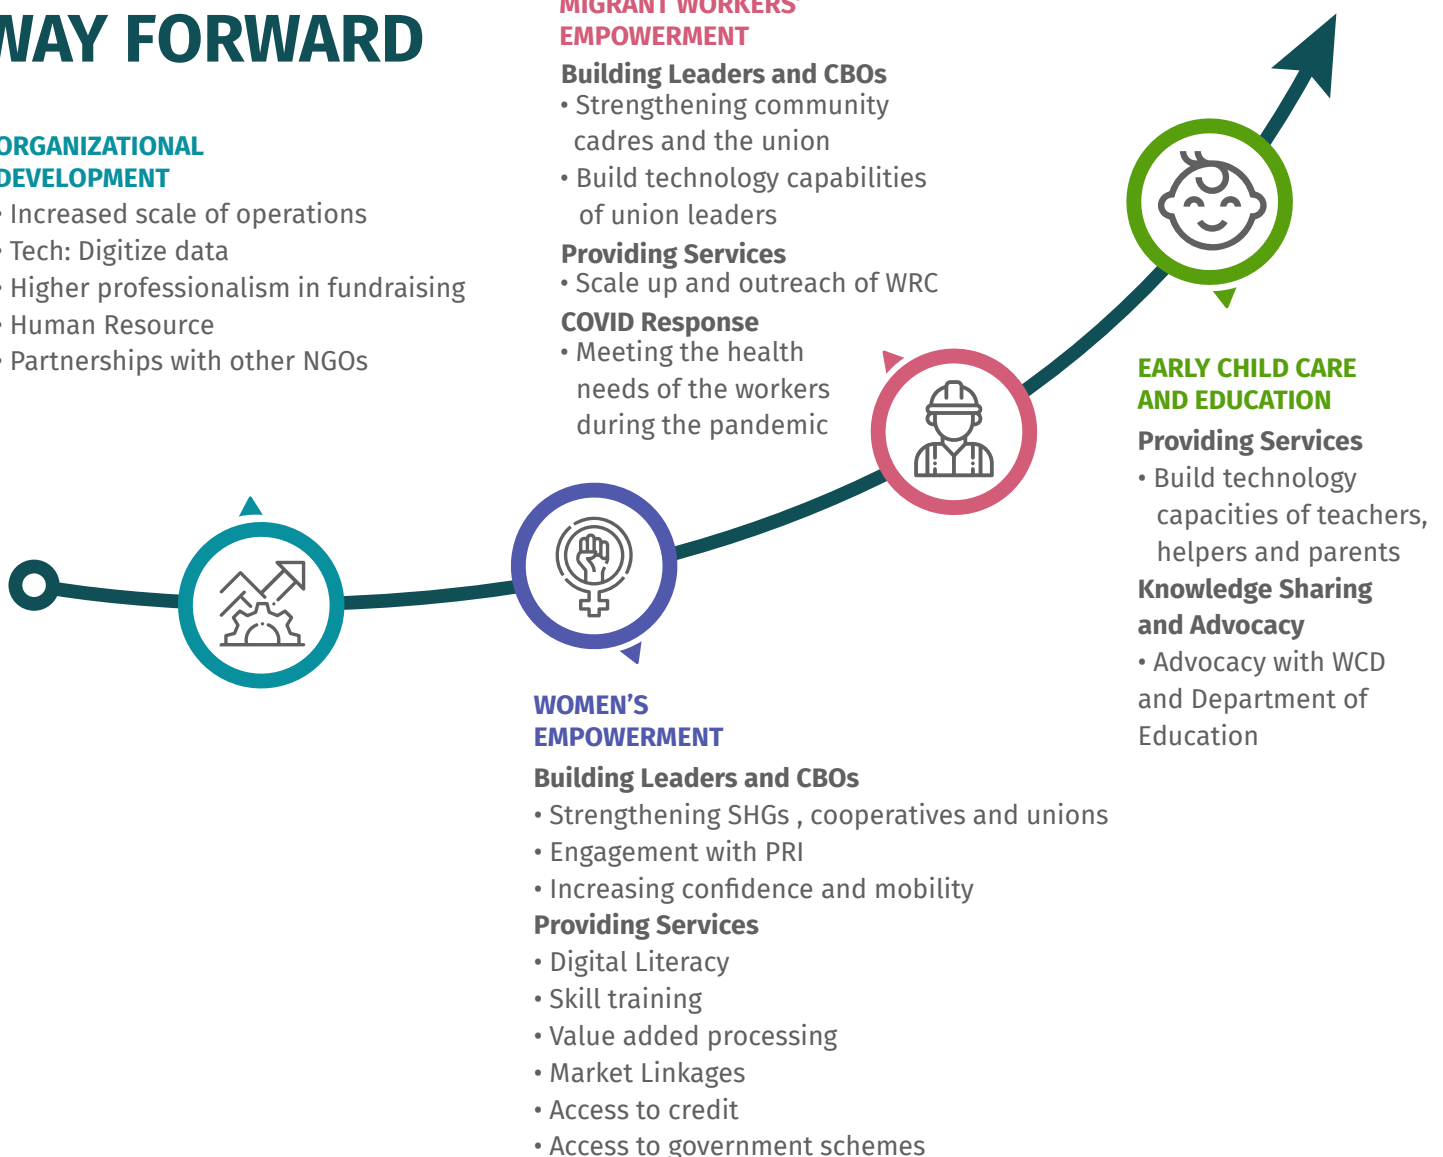 WAY FORWARD
ORGANIZATIONAL
DEVELOPMENT
• Increased scale of operations
• Tech: Digitize data
• Higher professionalism in fundraising
• Human Resource
• Partnerships with other NGOs
MIGRANT WORKERS'
EMPOWERMENT
Building Leaders and CBOs
• Strengthening community
cadres and the union
• Build technology capabilities
of union leaders
Providing Services
• Scale up and outreach of WRC
COVID Response
• Meeting the health
needs of the workers
during the pandemic
EARLY CHILD CARE
AND EDUCATION
Providing Services
• Build technology
capacities of teachers,
helpers and parents
Knowledge Sharing
and Advocacy
• Advocacy with WCD
and Department of
Education
WOMEN'S
EMPOWERMENT
Building Leaders and CBOs
• Strengthening SHGs , cooperatives and unions
• Engagement with PRI
• Increasing confidence and mobility
Providing Services
• Digital Literacy
• Skill training
• Value added processing
• Market Linkages
• Access to credit
• Access to government schemes